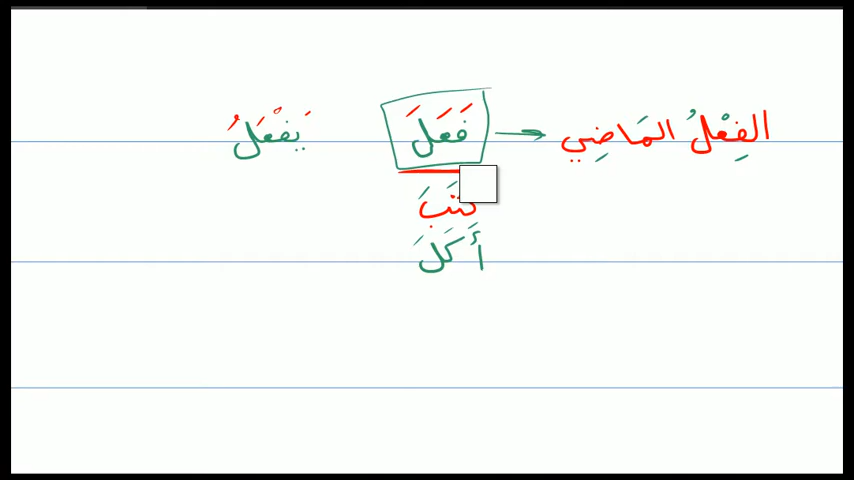 الفِعْلُ المَاضِي فَعَلَ يَفْعَلُ
كَتَبَ
أَكَلَ